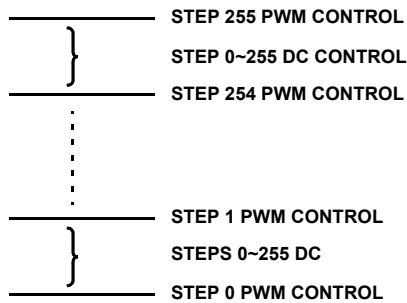 STEP 255 PWM CONTROL
STEP 0~255 DC CONTROL
STEP 254 PWM CONTROL
STEP 1 PWM CONTROL
STEPS 0~255 DC
STEP 0 PWM CONTROL